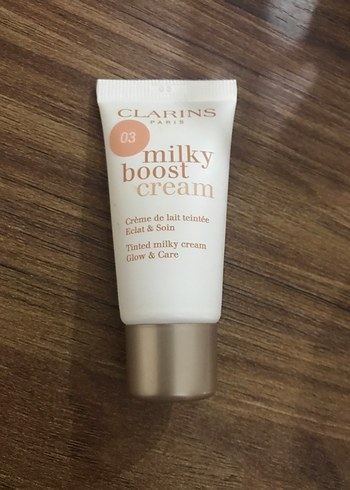 CLARINS
PARIS
03
milky
boost
cream
Crème de lait teintée
Eclat & Soin
Tinted milky cream
Glow & Care